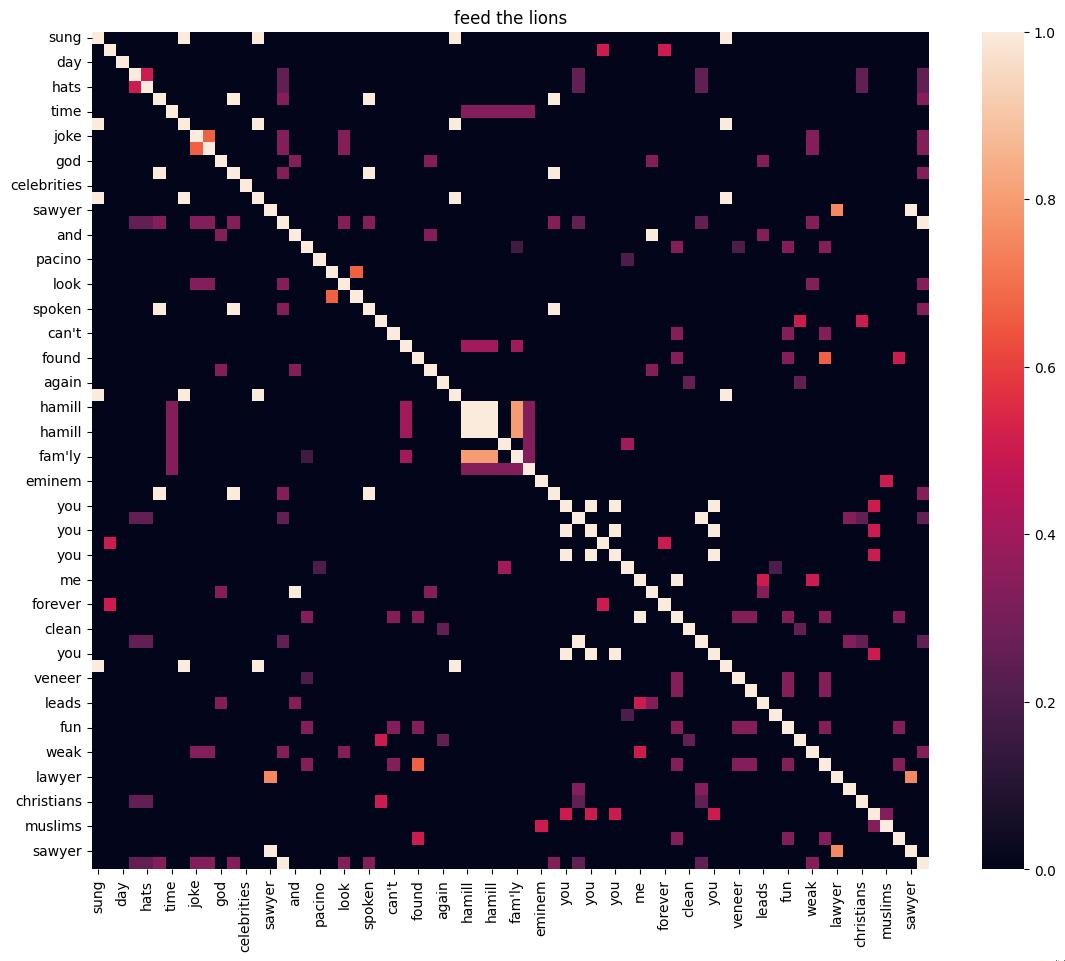 feed the lions
sung
day
hats
time
joke
god
celebrities
sawyer
and
pacino
look
spoken
can't
found
again
hamill
hamill
fam'ly
eminem
you
you
you
me
forever
clean
you
veneer
leads
fun
weak
lawyer
christians
muslims
sawyer
sung
day
hats
time
joke
god
celebrities
sawyer
and
pacino
look
spoken
can't
found
again
hamill
hamill
fam'ly
eminem
you
you
you
me
forever
clean
you
veneer
leads
fun
weak
lawyer
christians
muslims
sawyer
1.0
0.8
0.6
0.4
0.2
0.0